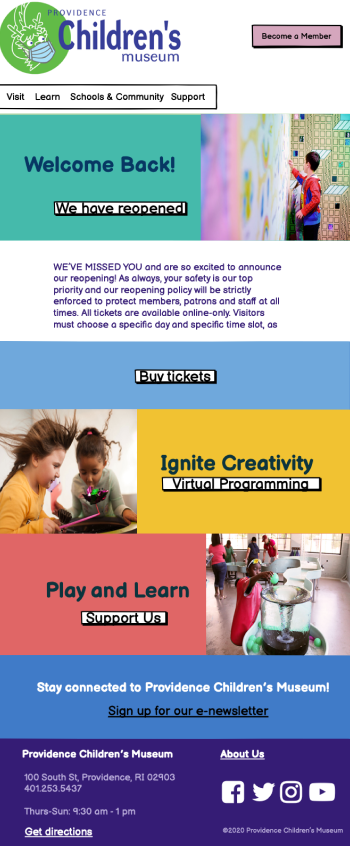 PROVIDENCE
Children's
museum
Become a Member
Visit Learn Schools & Community Support
Welcome Back!
We have reopened
WE'VE MISSED YOU and are so excited to announce
our reopening! As always, your safety is our top
priority and our reopening policy will be strictly
enforced to protect members, patrons and staff at all
times. All tickets are available online-only. Visitors
must choose a specific day and specific time slot, as
Buy tickets
Ignite Creativity
Virtual Programming
Play and Learn
Support Us
Stay connected to Providence Children's Museum!
Sign up for our e-newsletter
Providence Children's Museum
About Us
100 South St, Providence, RI 02903
401.253.5437
Thurs-Sun: 9:30 am - 1 pm
Get directions
©2020 Providence Children's Museum